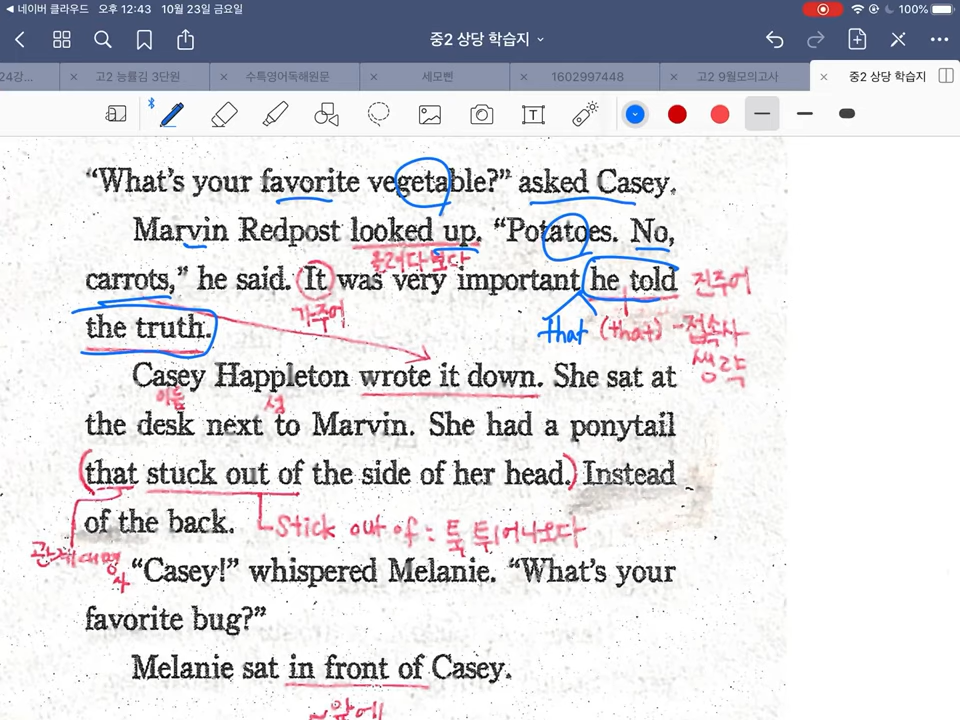 네이버 클라우드 오후 12:43 10월 23일 금요일 100%
중2 상당 학습지
24강... 고2 능률김 3단원 수특영어독해원문 세모삔 1602997448 고2 9월모의고사 중2 상당 학습지
“What's your favorite vegetable?” asked Casey.
Marvin Redpost looked up. “Potatoes. No,
올려다보다
carrots,” he said. It was very important he told 진주어
가주어
the truth. that (that) - 접속사
생략
Casey Happleton wrote it down. She sat at
이름 성
the desk next to Marvin. She had a ponytail
(that stuck out of the side of her head.) Instead
of the back. Stick out of : 툭 튀어나오다
관계대명
사
“Casey!” whispered Melanie. “What's your
favorite bug?”
Melanie sat in front of Casey.
~앞에